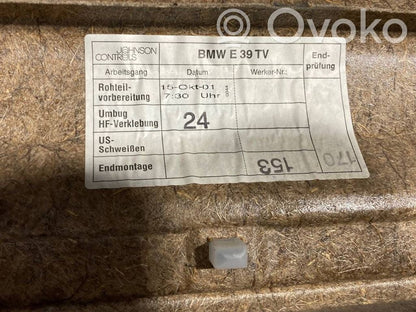 Ovoko
JOHNSON CONTROLS BMW E 39 TV End-
Arbeitsgang Datum Werker-Nr.: prüfung
Rohteil- 15-Okt-01
vorbereitung 7:30 Uhr
Umbug
HF-Verklebung 24
US-
Schweißen
Endmontage 153 170